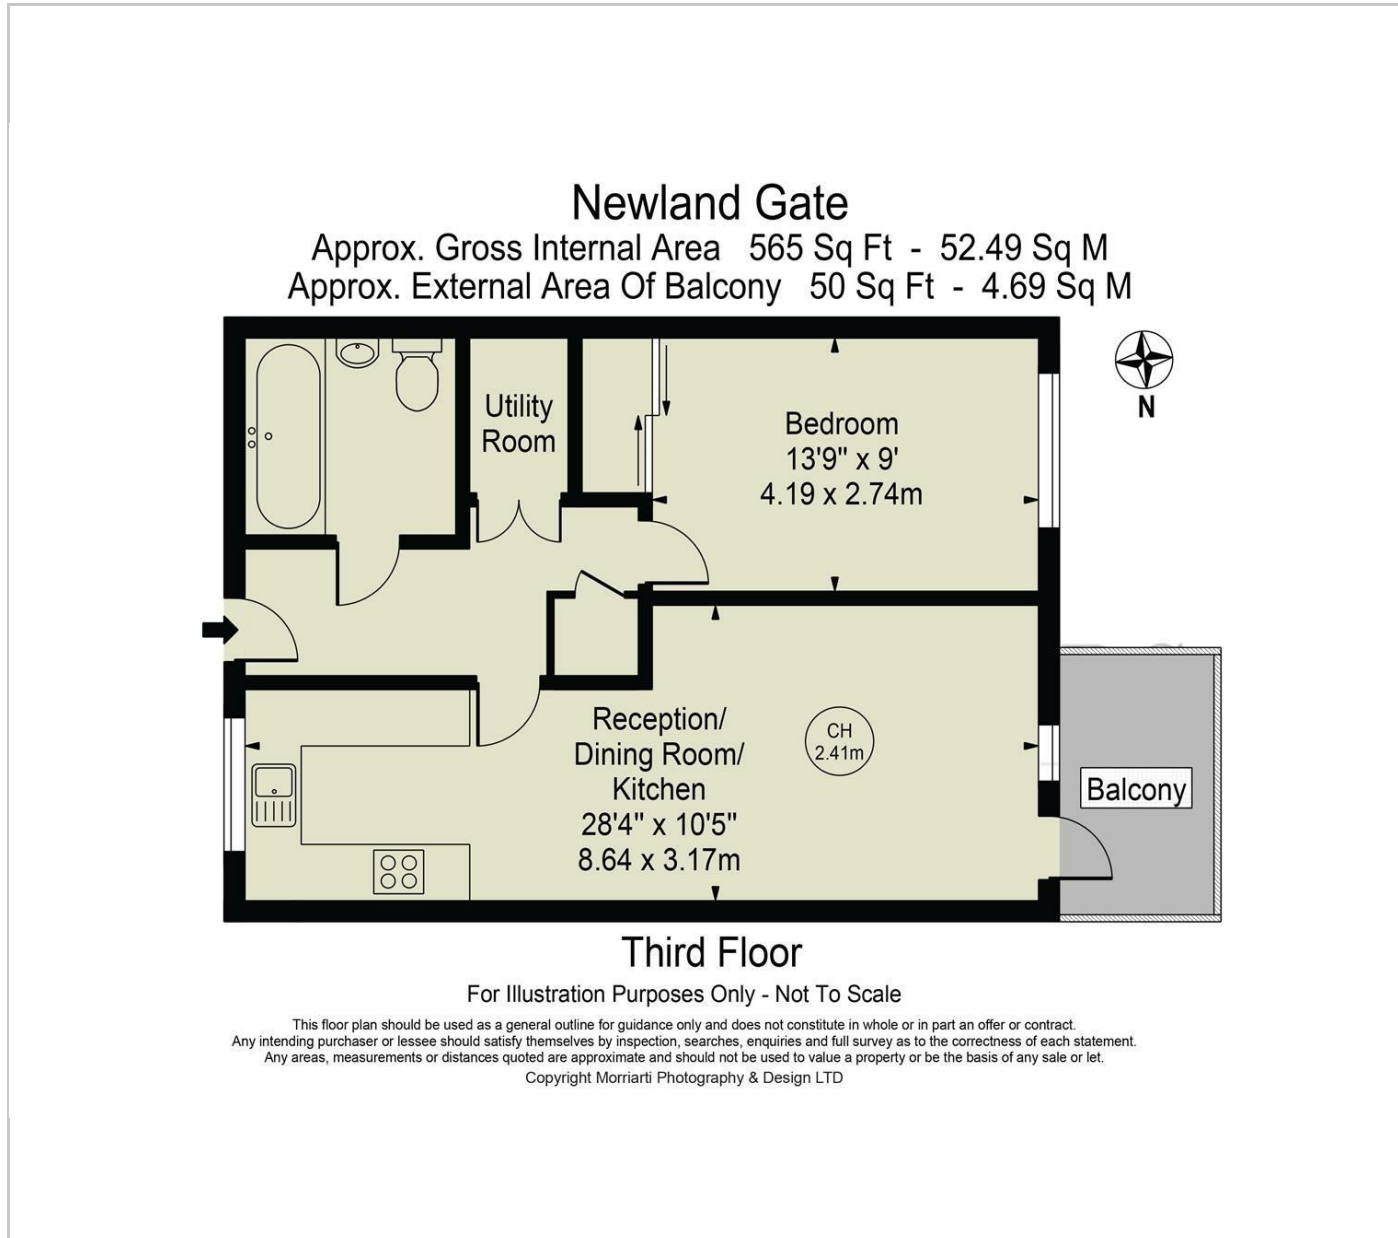 Newland Gate
Approx. Gross Internal Area 565 Sq Ft - 52.49 Sq M
Approx. External Area Of Balcony 50 Sq Ft - 4.69 Sq M
N
Utility
Room
Bedroom
13'9" x 9'
4.19 x 2.74m
Reception/
Dining Room/
Kitchen
28'4" x 10'5"
8.64 x 3.17m
CH
2.41m
Balcony
Third Floor
For Illustration Purposes Only - Not To Scale
This floor plan should be used as a general outline for guidance only and does not constitute in whole or in part an offer or contract.
Any intending purchaser or lessee should satisfy themselves by inspection, searches, enquiries and full survey as to the correctness of each statement.
Any areas, measurements or distances quoted are approximate and should not be used to value a property or be the basis of any sale or let.
Copyright Morriarti Photography & Design LTD